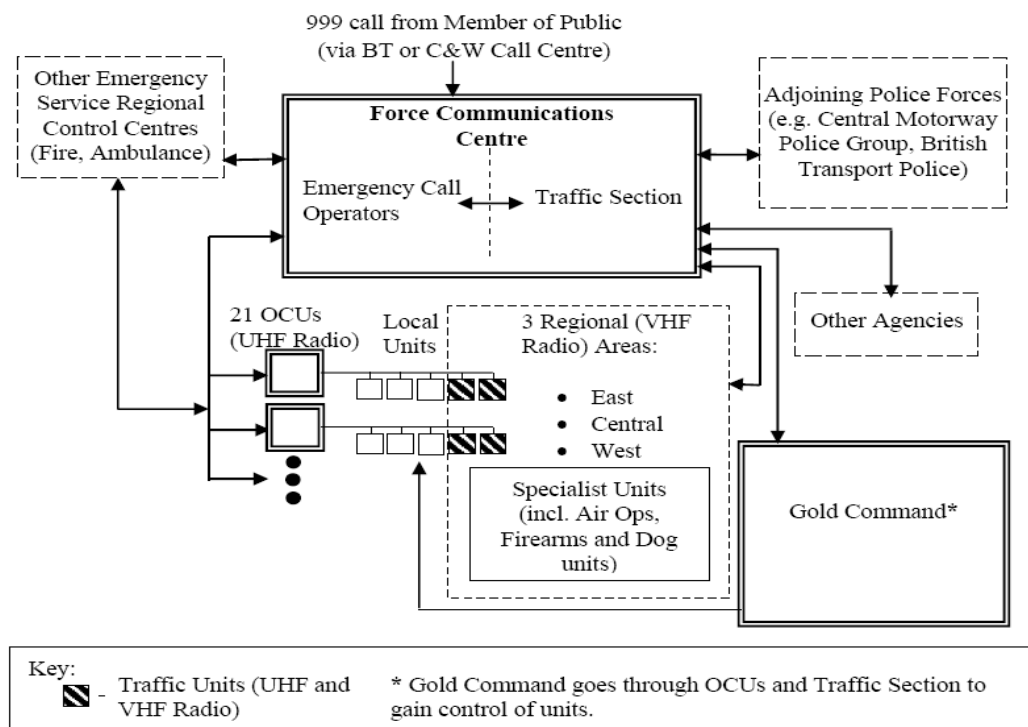 999 call from Member of Public
(via BT or C&W Call Centre)
Other Emergency
Service Regional
Control Centres
(Fire, Ambulance)
Force Communications
Centre
Emergency Call
Operators
Traffic Section
Adjoining Police Forces
(e.g. Central Motorway
Police Group, British
Transport Police)
Other Agencies
21 OCUs
(UHF Radio)
Local
Units
3 Regional (VHF
Radio) Areas:
• East
• Central
• West
Specialist Units
(incl. Air Ops,
Firearms and Dog
units)
Gold Command*
Key:
- Traffic Units (UHF and
VHF Radio)
* Gold Command goes through OCUs and Traffic Section to
gain control of units.